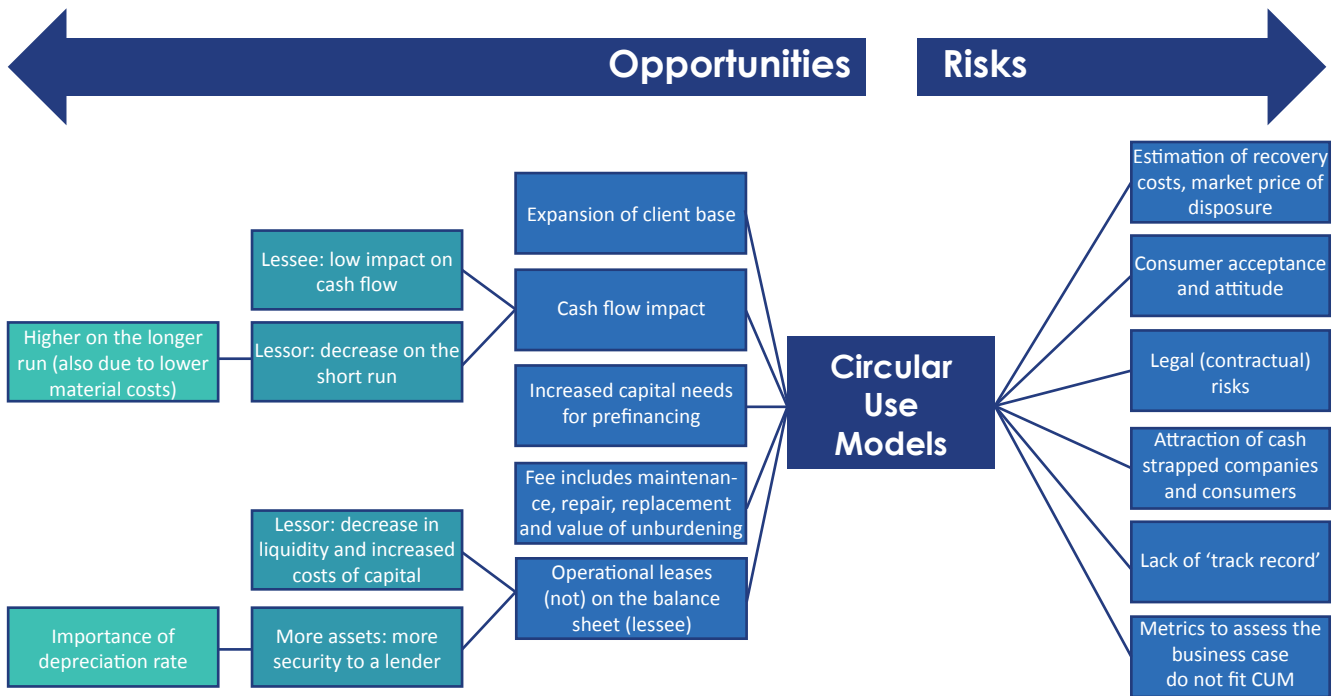 Opportunities
Risks
Expansion of client base
Lessee: low impact on
cash flow
Cash flow impact
Higher on the longer
run (also due to lower
material costs)
Lessor: decrease on the
short run
Increased capital needs
for prefinancing
Fee includes maintenan-
ce, repair, replacement
and value of unburdening
Lessor: decrease in
liquidity and increased
costs of capital
Operational leases
(not) on the balance
sheet (lessee)
Importance of
depreciation rate
More assets: more
security to a lender
Circular
Use
Models
Estimation of recovery
costs, market price of
disposure
Consumer acceptance
and attitude
Legal (contractual)
risks
Attraction of cash
strapped companies
and consumers
Lack of ‘track record’
Metrics to assess the
business case
do not fit CUM